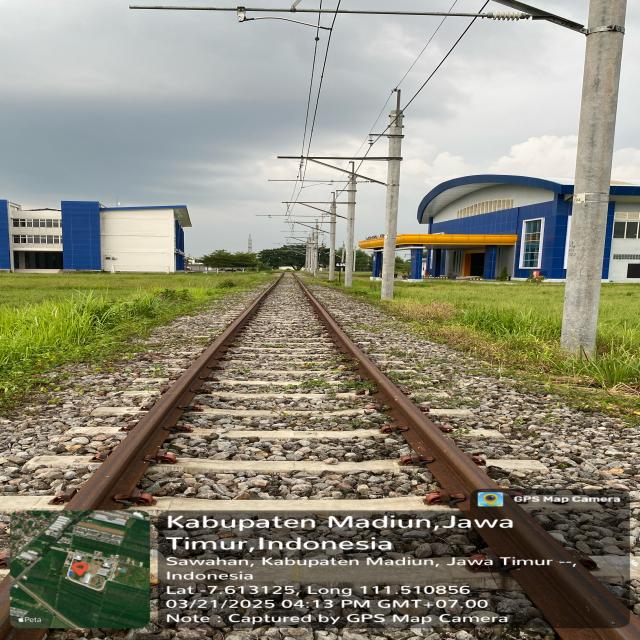 GPS Map Camera
Kabupaten Madiun,Jawa
Timur,Indonesia
Sawahan, Kabupaten Madiun, Jawa Timur --,
Indonesia
Lat -7.613125, Long 111.510856
03/21/2025 04:13 PM GMT+07.00
Note : Captured by GPS Map Camera
Peta